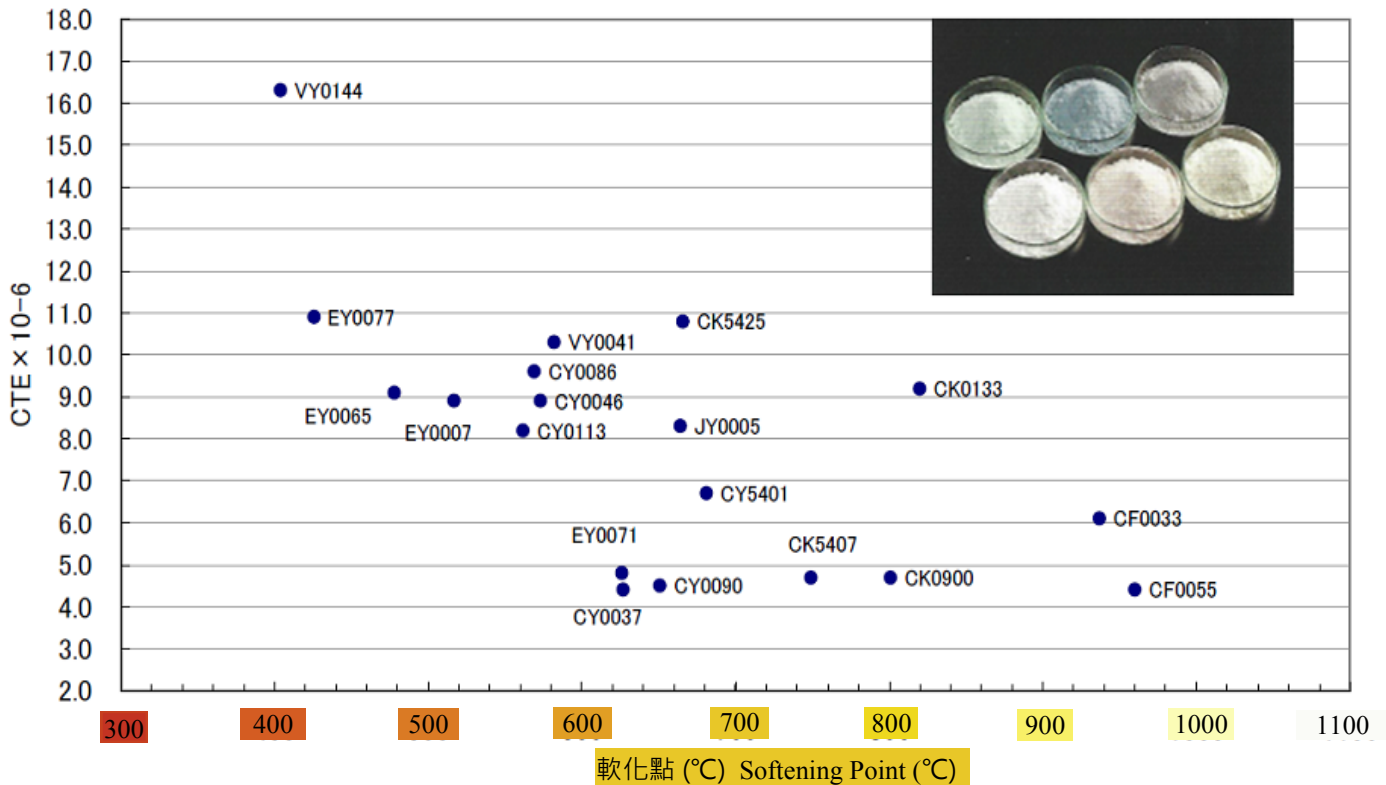 18.0
17.0
16.0
15.0
14.0
13.0
12.0
11.0
10.0
9.0
8.0
7.0
6.0
5.0
4.0
3.0
2.0
CTE×10-6
VY0144
EY0077
CK5425
VY0041
CY0086
CK0133
EY0065
CY0046
EY0007
CY0113
JY0005
CY5401
CF0033
EY0071
CK5407
CY0090
CK0900
CF0055
CY0037
300 400 500 600 700 800 900 1000 1100
軟化點 (℃) Softening Point (℃)